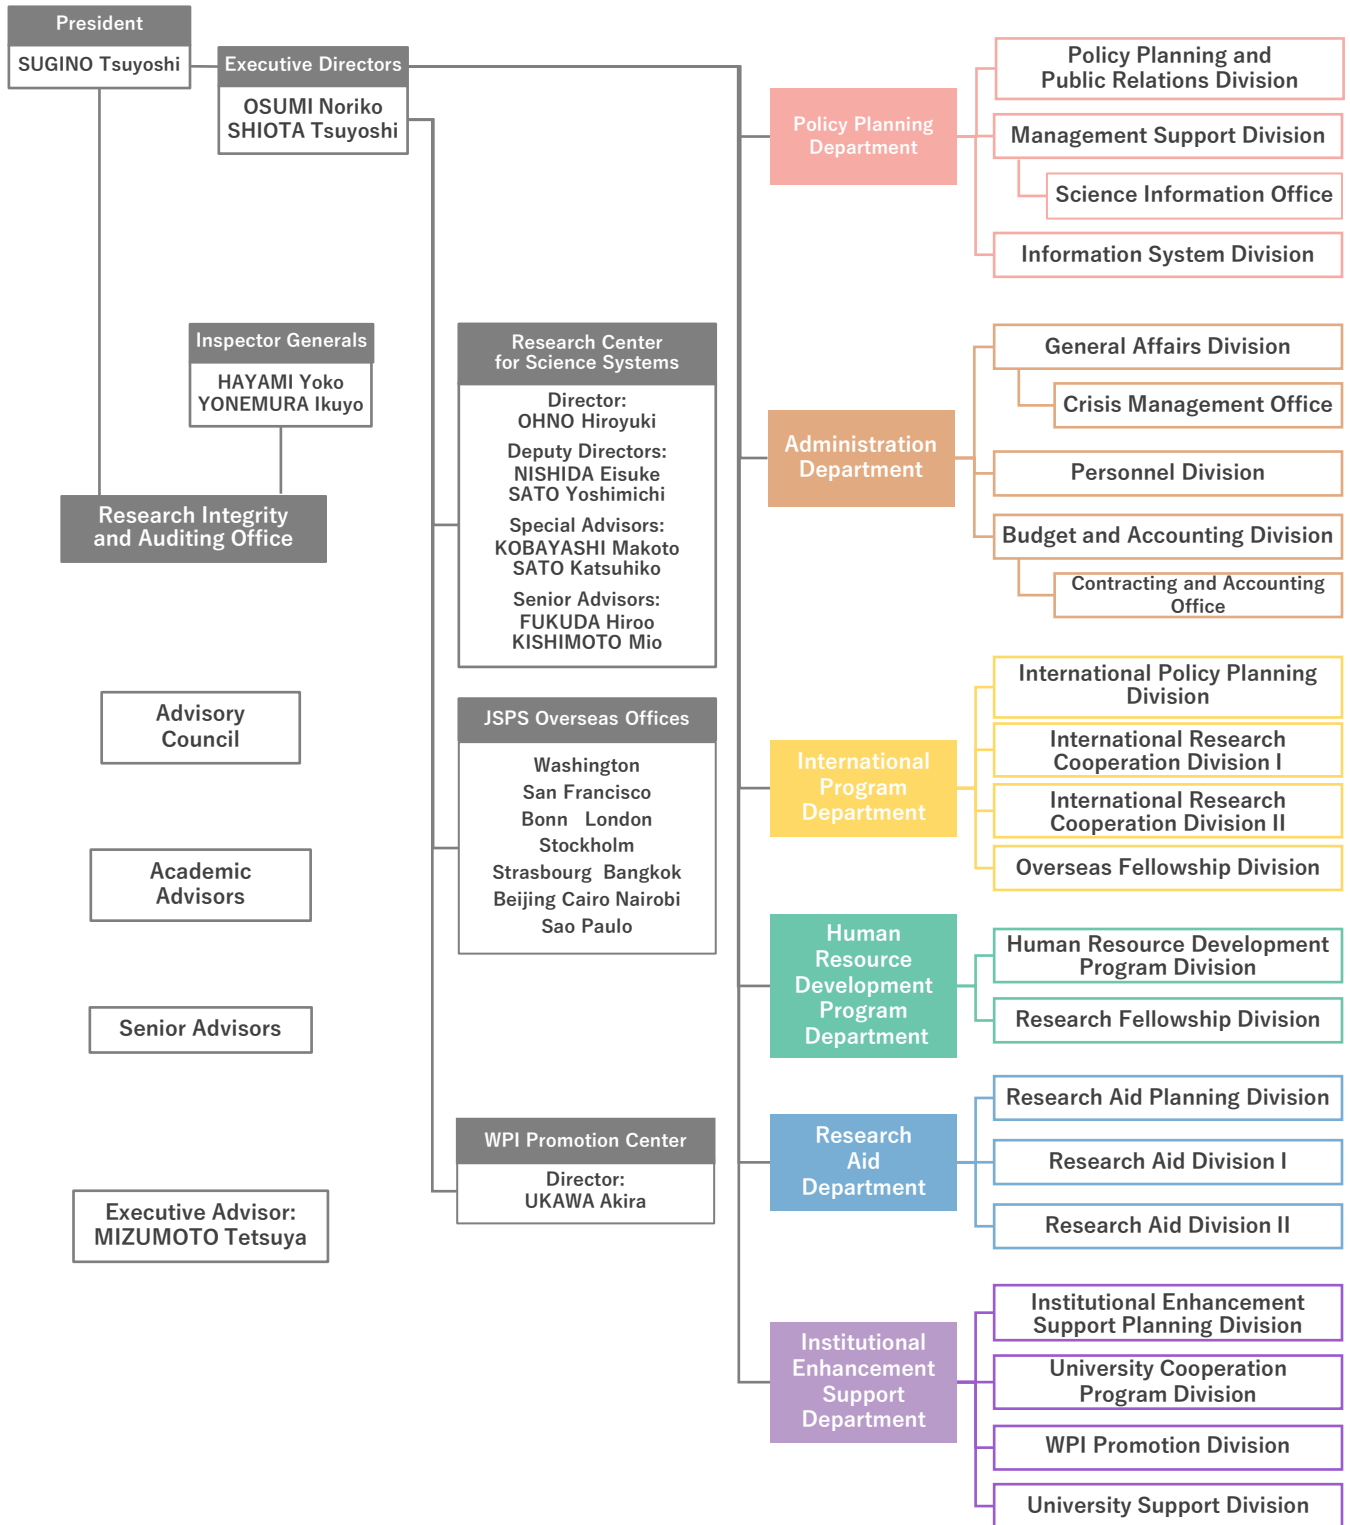 President
SUGINO Tsuyoshi
Executive Directors
OSUMI Noriko
SHIOTA Tsuyoshi
Inspector Generals
HAYAMI Yoko
YONEMURA Ikuyo
Research Integrity
and Auditing Office
Advisory
Council
Academic
Advisors
Senior Advisors
Executive Advisor:
MIZUMOTO Tetsuya
Research Center
for Science Systems
Director:
OHNO Hiroyuki
Deputy Directors:
NISHIDA Eisuke
SATO Yoshimichi
Special Advisors:
KOBAYASHI Makoto
SATO Katsuhiko
Senior Advisors:
FUKUDA Hiroo
KISHIMOTO Mio
JSPS Overseas Offices
Washington
San Francisco
Bonn London
Stockholm
Strasbourg Bangkok
Beijing Cairo Nairobi
Sao Paulo
WPI Promotion Center
Director:
UKAWA Akira
Policy Planning
Department
Policy Planning and
Public Relations Division
Management Support Division
Science Information Office
Information System Division
Administration
Department
General Affairs Division
Crisis Management Office
Personnel Division
Budget and Accounting Division
Contracting and Accounting
Office
International
Program
Department
International Policy Planning
Division
International Research
Cooperation Division I
International Research
Cooperation Division II
Overseas Fellowship Division
Human
Resource
Development
Program
Department
Human Resource Development
Program Division
Research Fellowship Division
Research
Aid
Department
Research Aid Planning Division
Research Aid Division I
Research Aid Division II
Institutional
Enhancement
Support
Department
Institutional Enhancement
Support Planning Division
University Cooperation
Program Division
WPI Promotion Division
University Support Division